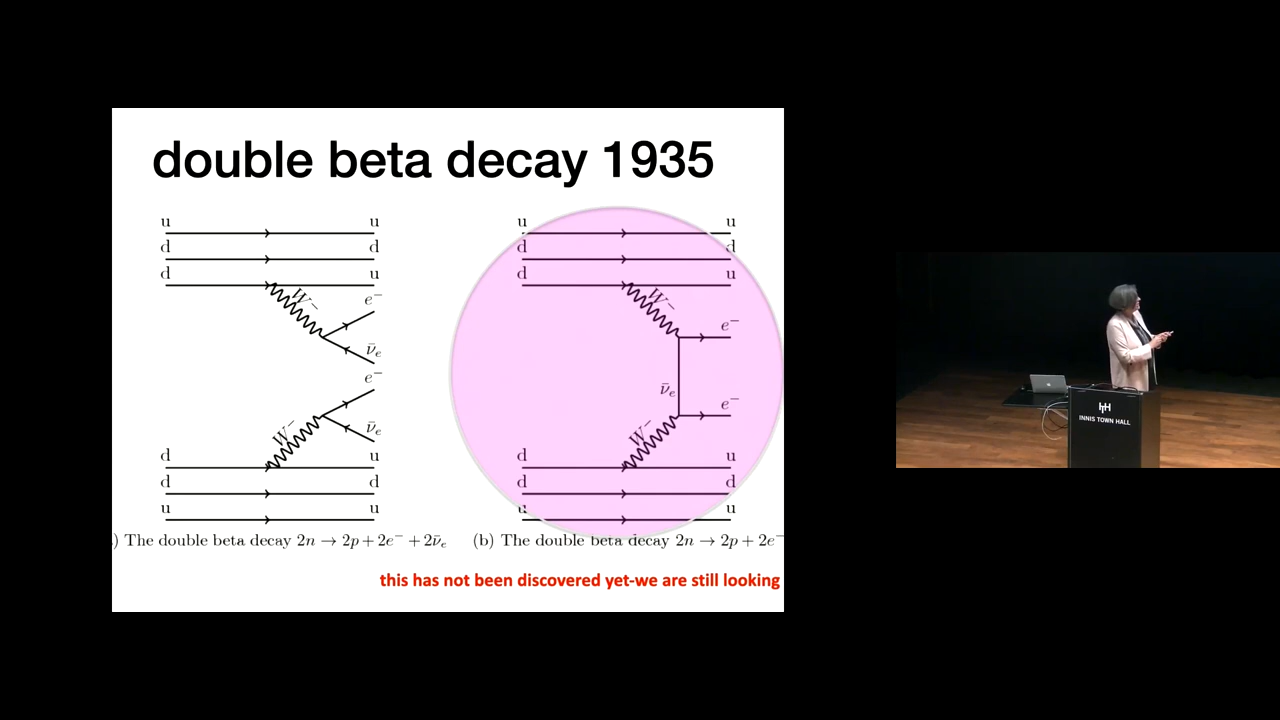 double beta decay 1935
u u
d d
d u
W⁻
e⁻
ν̄ₑ
e⁻
ν̄ₑ
W⁻
d u
d d
u u
) The double beta decay 2n → 2p + 2e⁻ + 2ν̄ₑ
u u
d d
d u
W⁻
e⁻
ν̄ₑ
e⁻
W⁻
d u
d d
u u
(b) The double beta decay 2n → 2p + 2e⁻
this has not been discovered yet-we are still looking
INNIS TOWN HALL